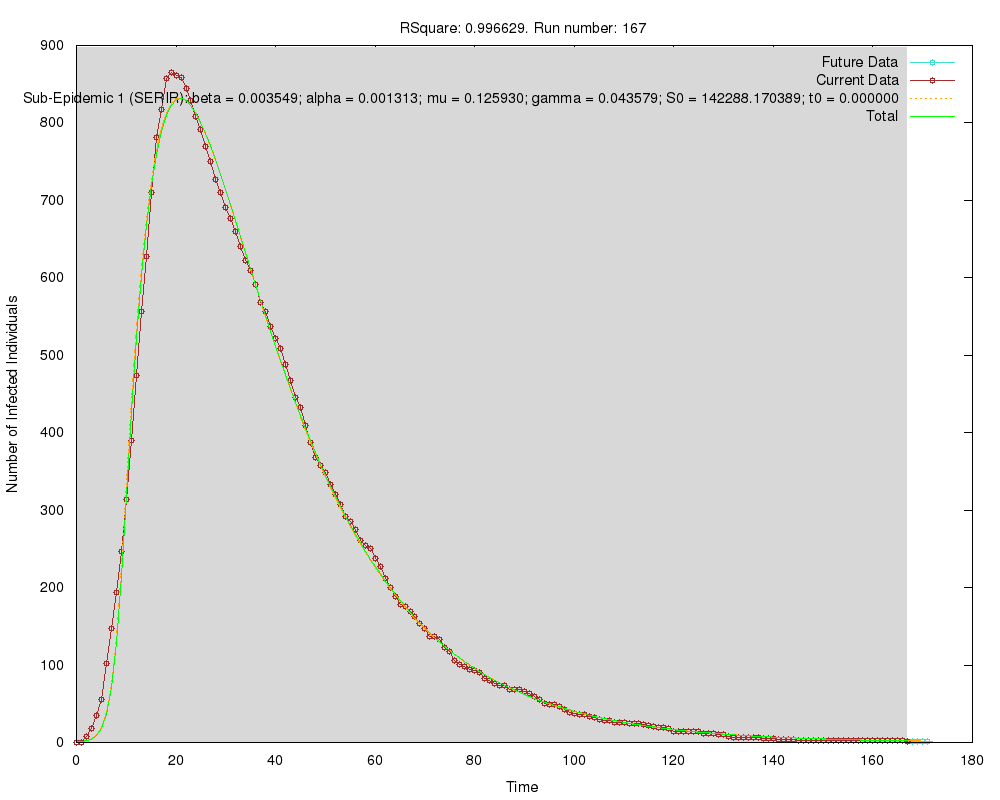 RSquare: 0.996629. Run number: 167
900
800
700
600
500
400
300
200
100
0
Number of Infected Individuals
Future Data
Current Data
Sub-Epidemic 1 (SEIRIR): beta = 0.003549; alpha = 0.001313; mu = 0.125930; gamma = 0.043579; S0 = 142288.170389; t0 = 0.000000
Total
0 20 40 60 80 100 120 140 160 180
Time